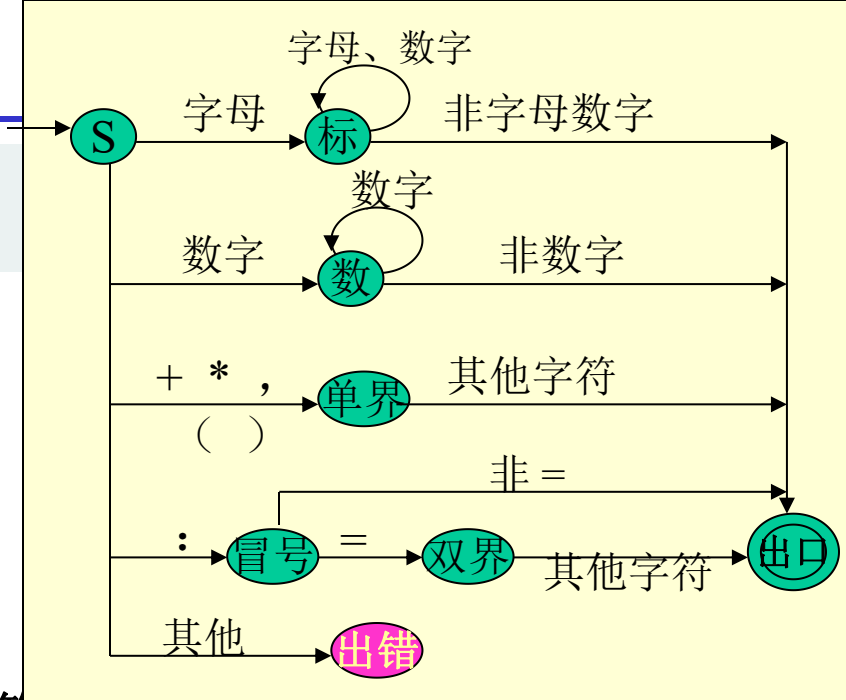 字母、数字
S 字母 标 非字母数字
数字
数字 数 非数字
+ * ， 单界 其他字符
（ ）
非 =
： 冒号 = 双界 其他字符 出口
其他 出错